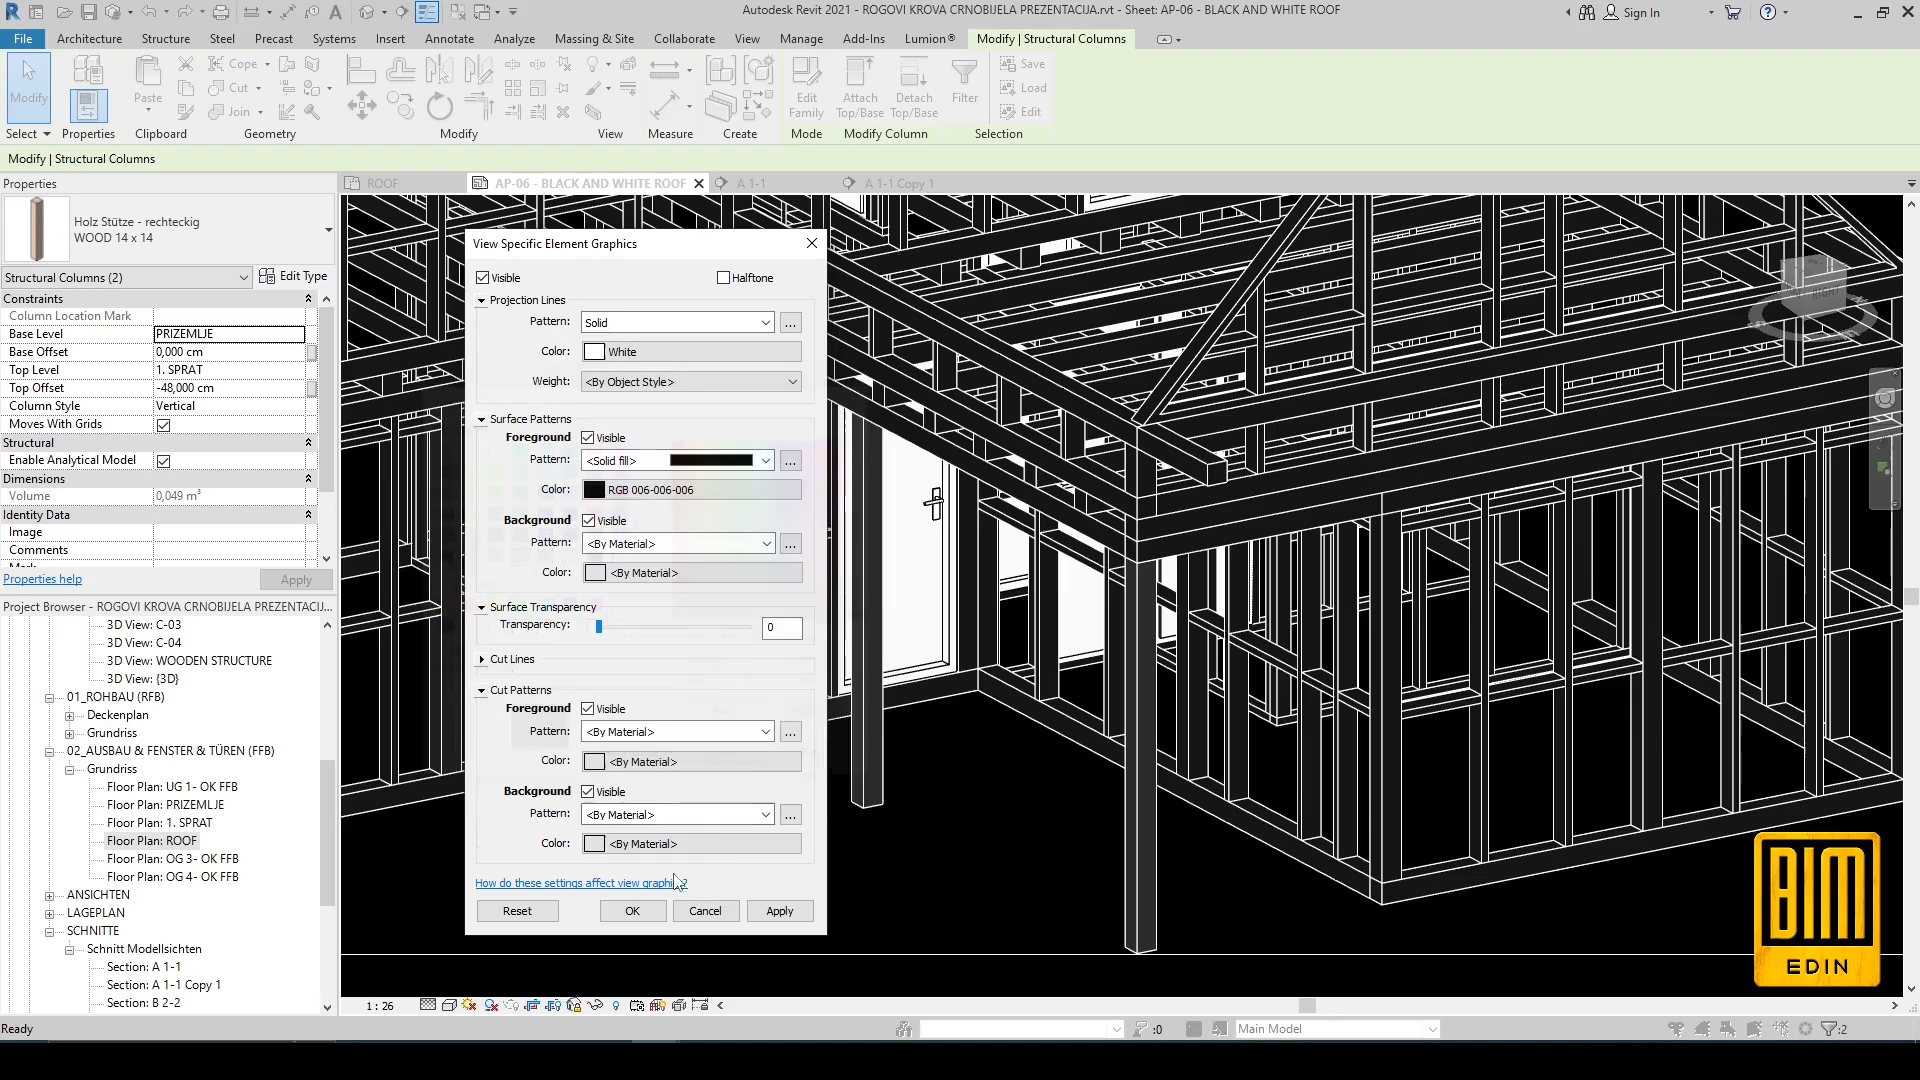 Autodesk Revit 2021 - ROGOVI KROVA CRNOBIJELA PREZENTACIJA.rvt - Sheet: AP-06 - BLACK AND WHITE ROOF
Sign In
File Architecture Structure Steel Precast Systems Insert Annotate Analyze Massing & Site Collaborate View Manage Add-Ins Lumion® Modify | Structural Columns
Modify
Paste
Cope
Cut
Join
Edit Family
Attach Top/Base
Detach Top/Base
Filter
Save
Load
Edit
Select Properties Clipboard Geometry Modify View Measure Create Mode Modify Column Selection
Modify | Structural Columns
Properties
Holz Stütze - rechteckig
WOOD 14 x 14
Structural Columns (2)
Edit Type
Constraints
Column Location Mark
Base Level PRIZEMLJE
Base Offset 0,000 cm
Top Level 1. SPRAT
Top Offset -48,000 cm
Column Style Vertical
Moves With Grids
Structural
Enable Analytical Model
Dimensions
Volume 0,049 m³
Identity Data
Image
Comments
Properties help
Apply
Project Browser - ROGOVI KROVA CRNOBIJELA PREZENTACIJ...
3D View: C-03
3D View: C-04
3D View: WOODEN STRUCTURE
3D View: {3D}
01_ROHBAU (RFB)
Deckenplan
Grundriss
02_AUSBAU & FENSTER & TÜREN (FFB)
Grundriss
Floor Plan: UG 1- OK FFB
Floor Plan: PRIZEMLJE
Floor Plan: 1. SPRAT
Floor Plan: ROOF
Floor Plan: OG 3- OK FFB
Floor Plan: OG 4- OK FFB
ANSICHTEN
LAGEPLAN
SCHNITTE
Schnitt Modellsichten
Section: A 1-1
Section: A 1-1 Copy 1
Section: B 2-2
ROOF
AP-06 - BLACK AND WHITE ROOF
A 1-1
A 1-1 Copy 1
View Specific Element Graphics
Visible
Halftone
Projection Lines
Pattern: Solid
Color: White
Weight: <By Object Style>
Surface Patterns
Foreground Visible
Pattern: <Solid fill>
Color: RGB 006-006-006
Background Visible
Pattern: <By Material>
Color: <By Material>
Surface Transparency
Transparency: 0
Cut Lines
Cut Patterns
Foreground Visible
Pattern: <By Material>
Color: <By Material>
Background Visible
Pattern: <By Material>
Color: <By Material>
How do these settings affect view graphics?
Reset OK Cancel Apply
RIGHT
BIM
EDIN
1 : 26
Ready
:0
Main Model
:2